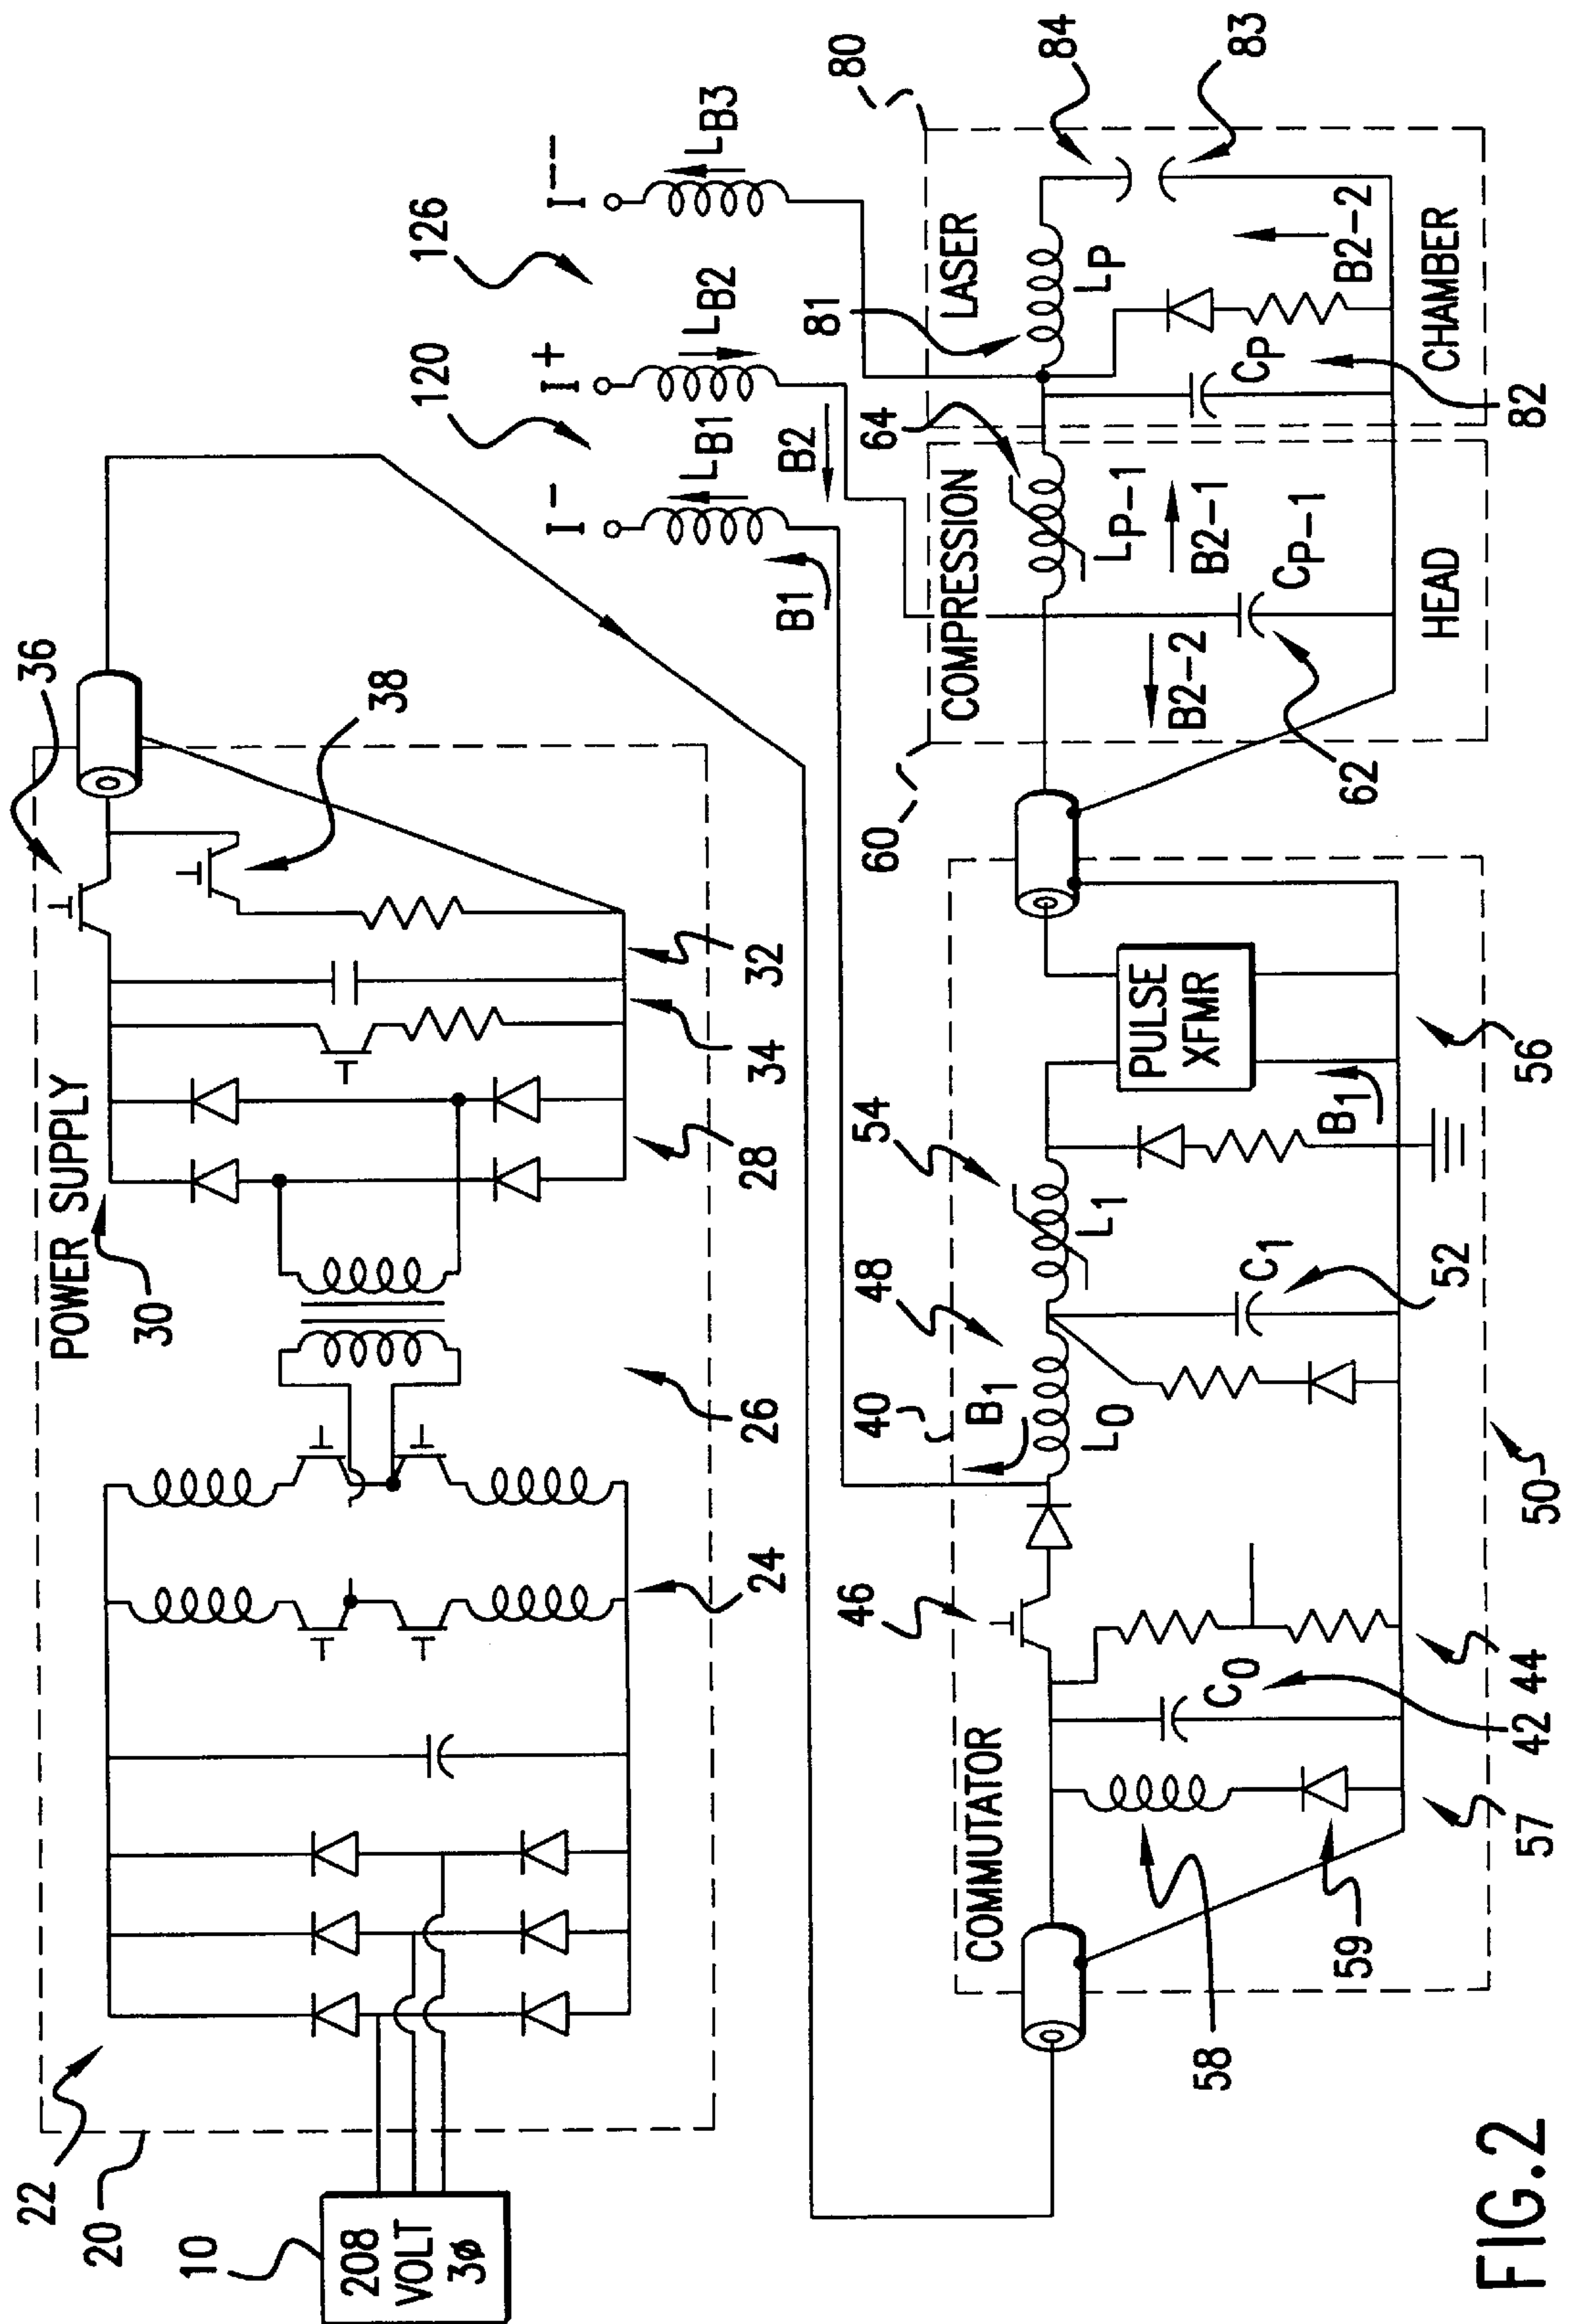 10
208
VOLT
3ø
20
22
POWER SUPPLY
30
24
26
28
34
32
36
38
120
126
I-
I+
I--
LB1
LB2
LB3
B1
B2
COMMUTATOR
46
40
B1
48
54
L0
L1
C0
C1
PULSE
XFMR
B1
58
59
57
42
44
50
52
56
60
COMPRESSION
HEAD
64
LP-1
B2-1
B2-2
CP-1
62
80
LASER
CHAMBER
81
LP
84
83
B2-2
CP
82
FIG.2